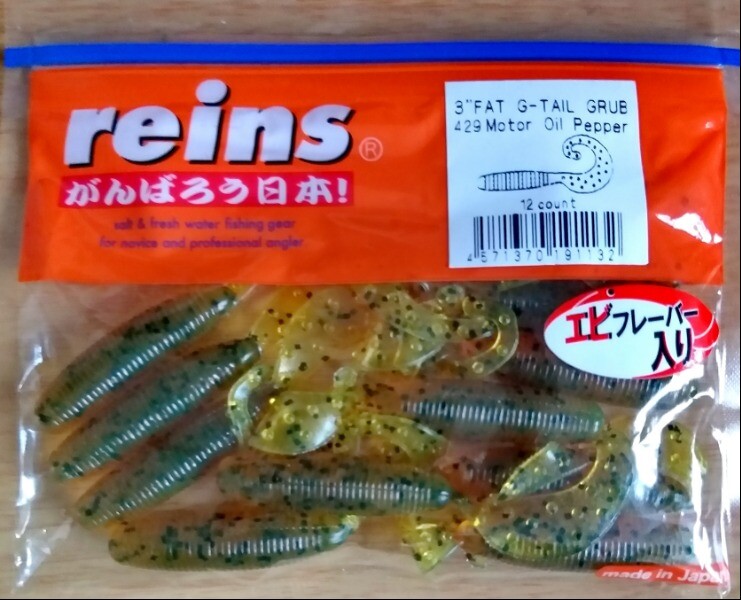 reins®
がんばろう日本!
salt & fresh water fishing gear
for novice and professional angler
3"FAT G-TAIL GRUB
429 Motor Oil Pepper
12 count
4 571370 191132
エビフレーバー
入り
made in Japan